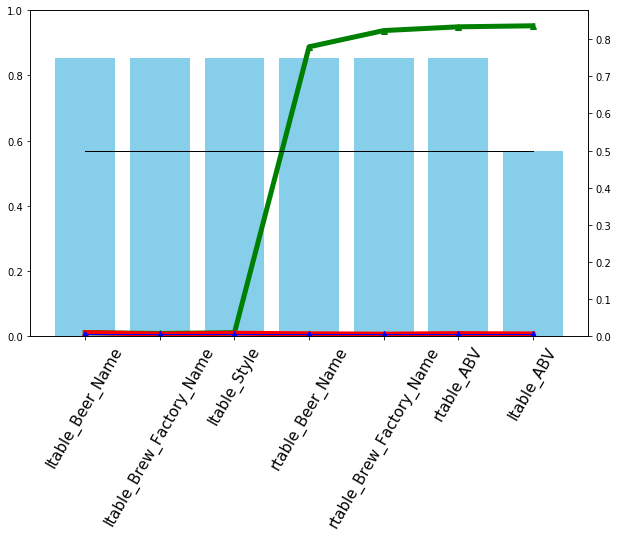 1.0
0.8
0.6
0.4
0.2
0.0
0.8
0.7
0.6
0.5
0.4
0.3
0.2
0.1
0.0
ltable_Beer_Name
ltable_Brew_Factory_Name
ltable_Style
rtable_Beer_Name
rtable_Brew_Factory_Name
rtable_ABV
ltable_ABV